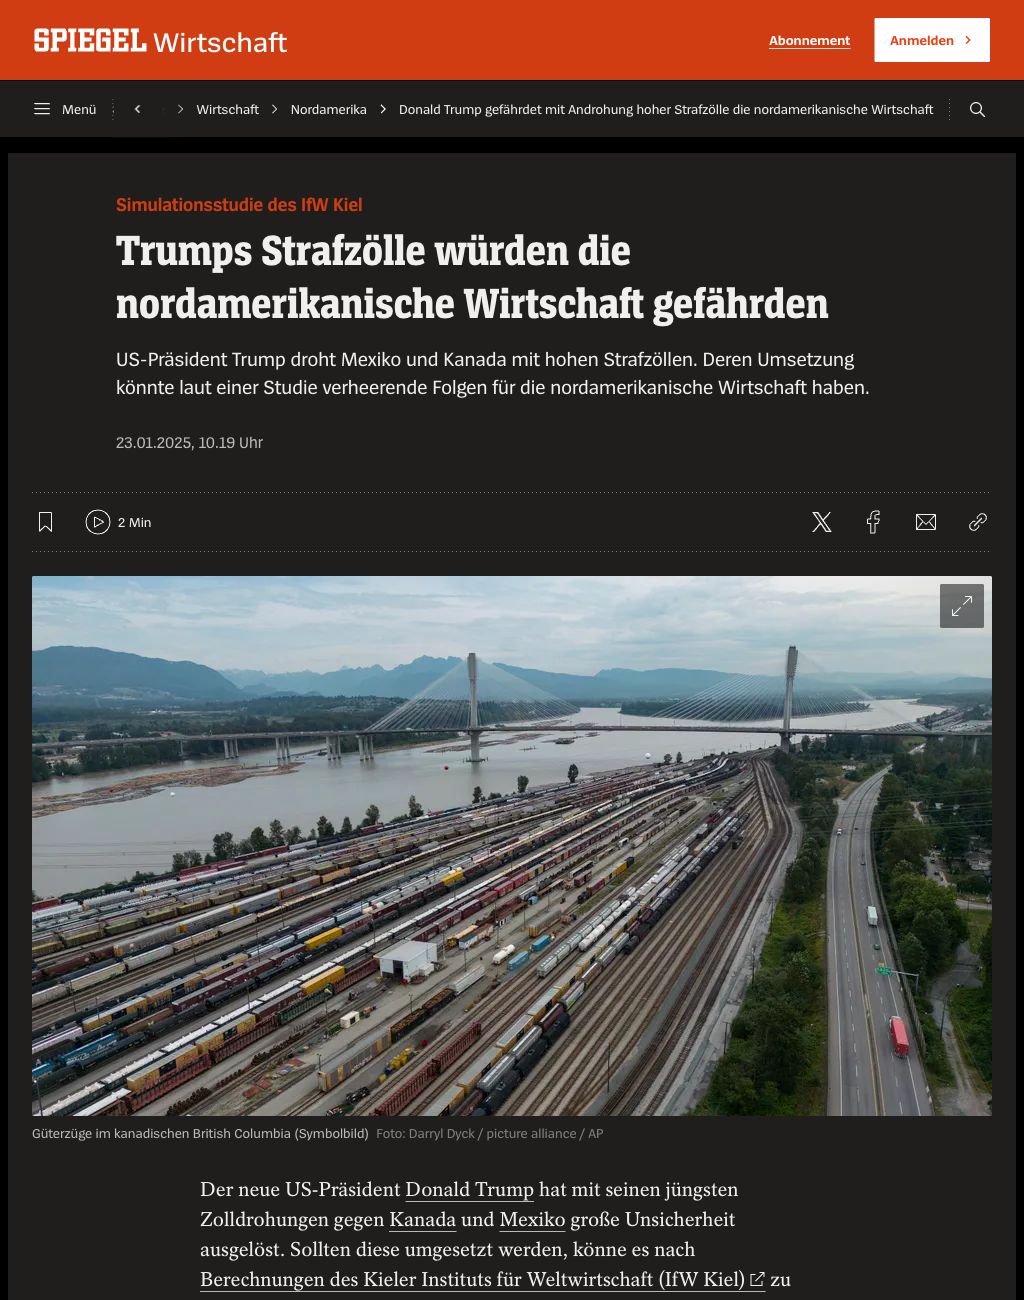 SPIEGEL Wirtschaft
Abonnement
Anmelden
Menü
Wirtschaft
Nordamerika
Donald Trump gefährdet mit Androhung hoher Strafzölle die nordamerikanische Wirtschaft
Simulationsstudie des IfW Kiel
Trumps Strafzölle würden die
nordamerikanische Wirtschaft gefährden
US-Präsident Trump droht Mexiko und Kanada mit hohen Strafzöllen. Deren Umsetzung
könnte laut einer Studie verheerende Folgen für die nordamerikanische Wirtschaft haben.
23.01.2025, 10.19 Uhr
2 Min
Güterzüge im kanadischen British Columbia (Symbolbild) Foto: Darryl Dyck / picture alliance / AP
Der neue US-Präsident Donald Trump hat mit seinen jüngsten
Zolldrohungen gegen Kanada und Mexiko große Unsicherheit
ausgelöst. Sollten diese umgesetzt werden, könne es nach
Berechnungen des Kieler Instituts für Weltwirtschaft (IfW Kiel) zu